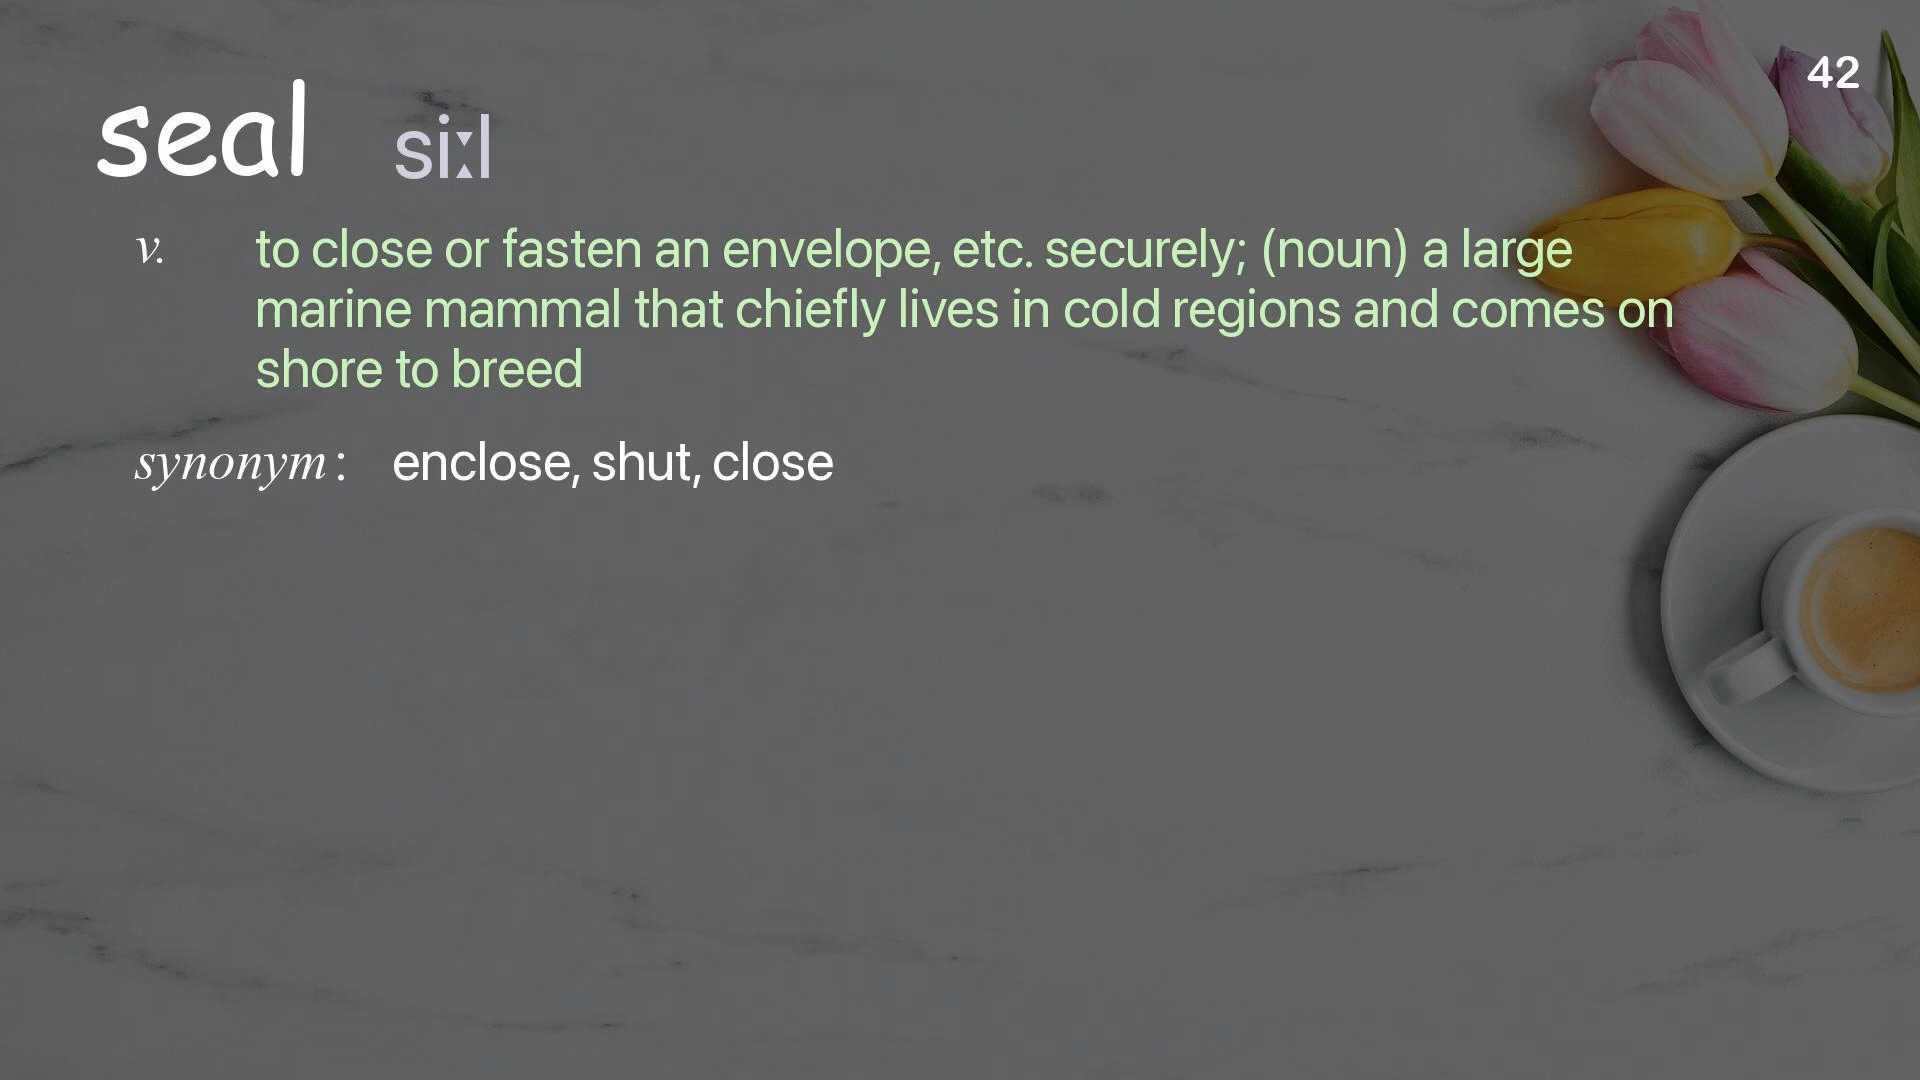 42
seal siːl
v. to close or fasten an envelope, etc. securely; (noun) a large
marine mammal that chiefly lives in cold regions and comes on
shore to breed
synonym: enclose, shut, close